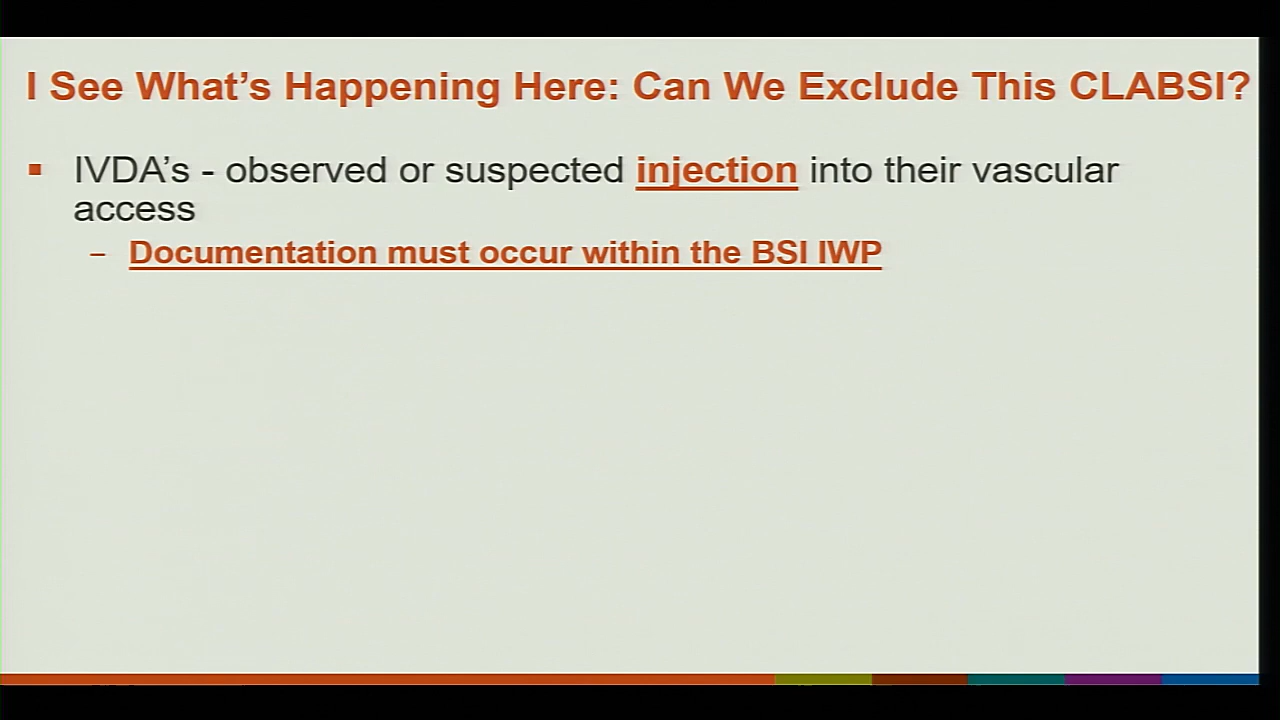 I See What's Happening Here: Can We Exclude This CLABSI?
▪ IVDA's - observed or suspected injection into their vascular
access
– Documentation must occur within the BSI IWP